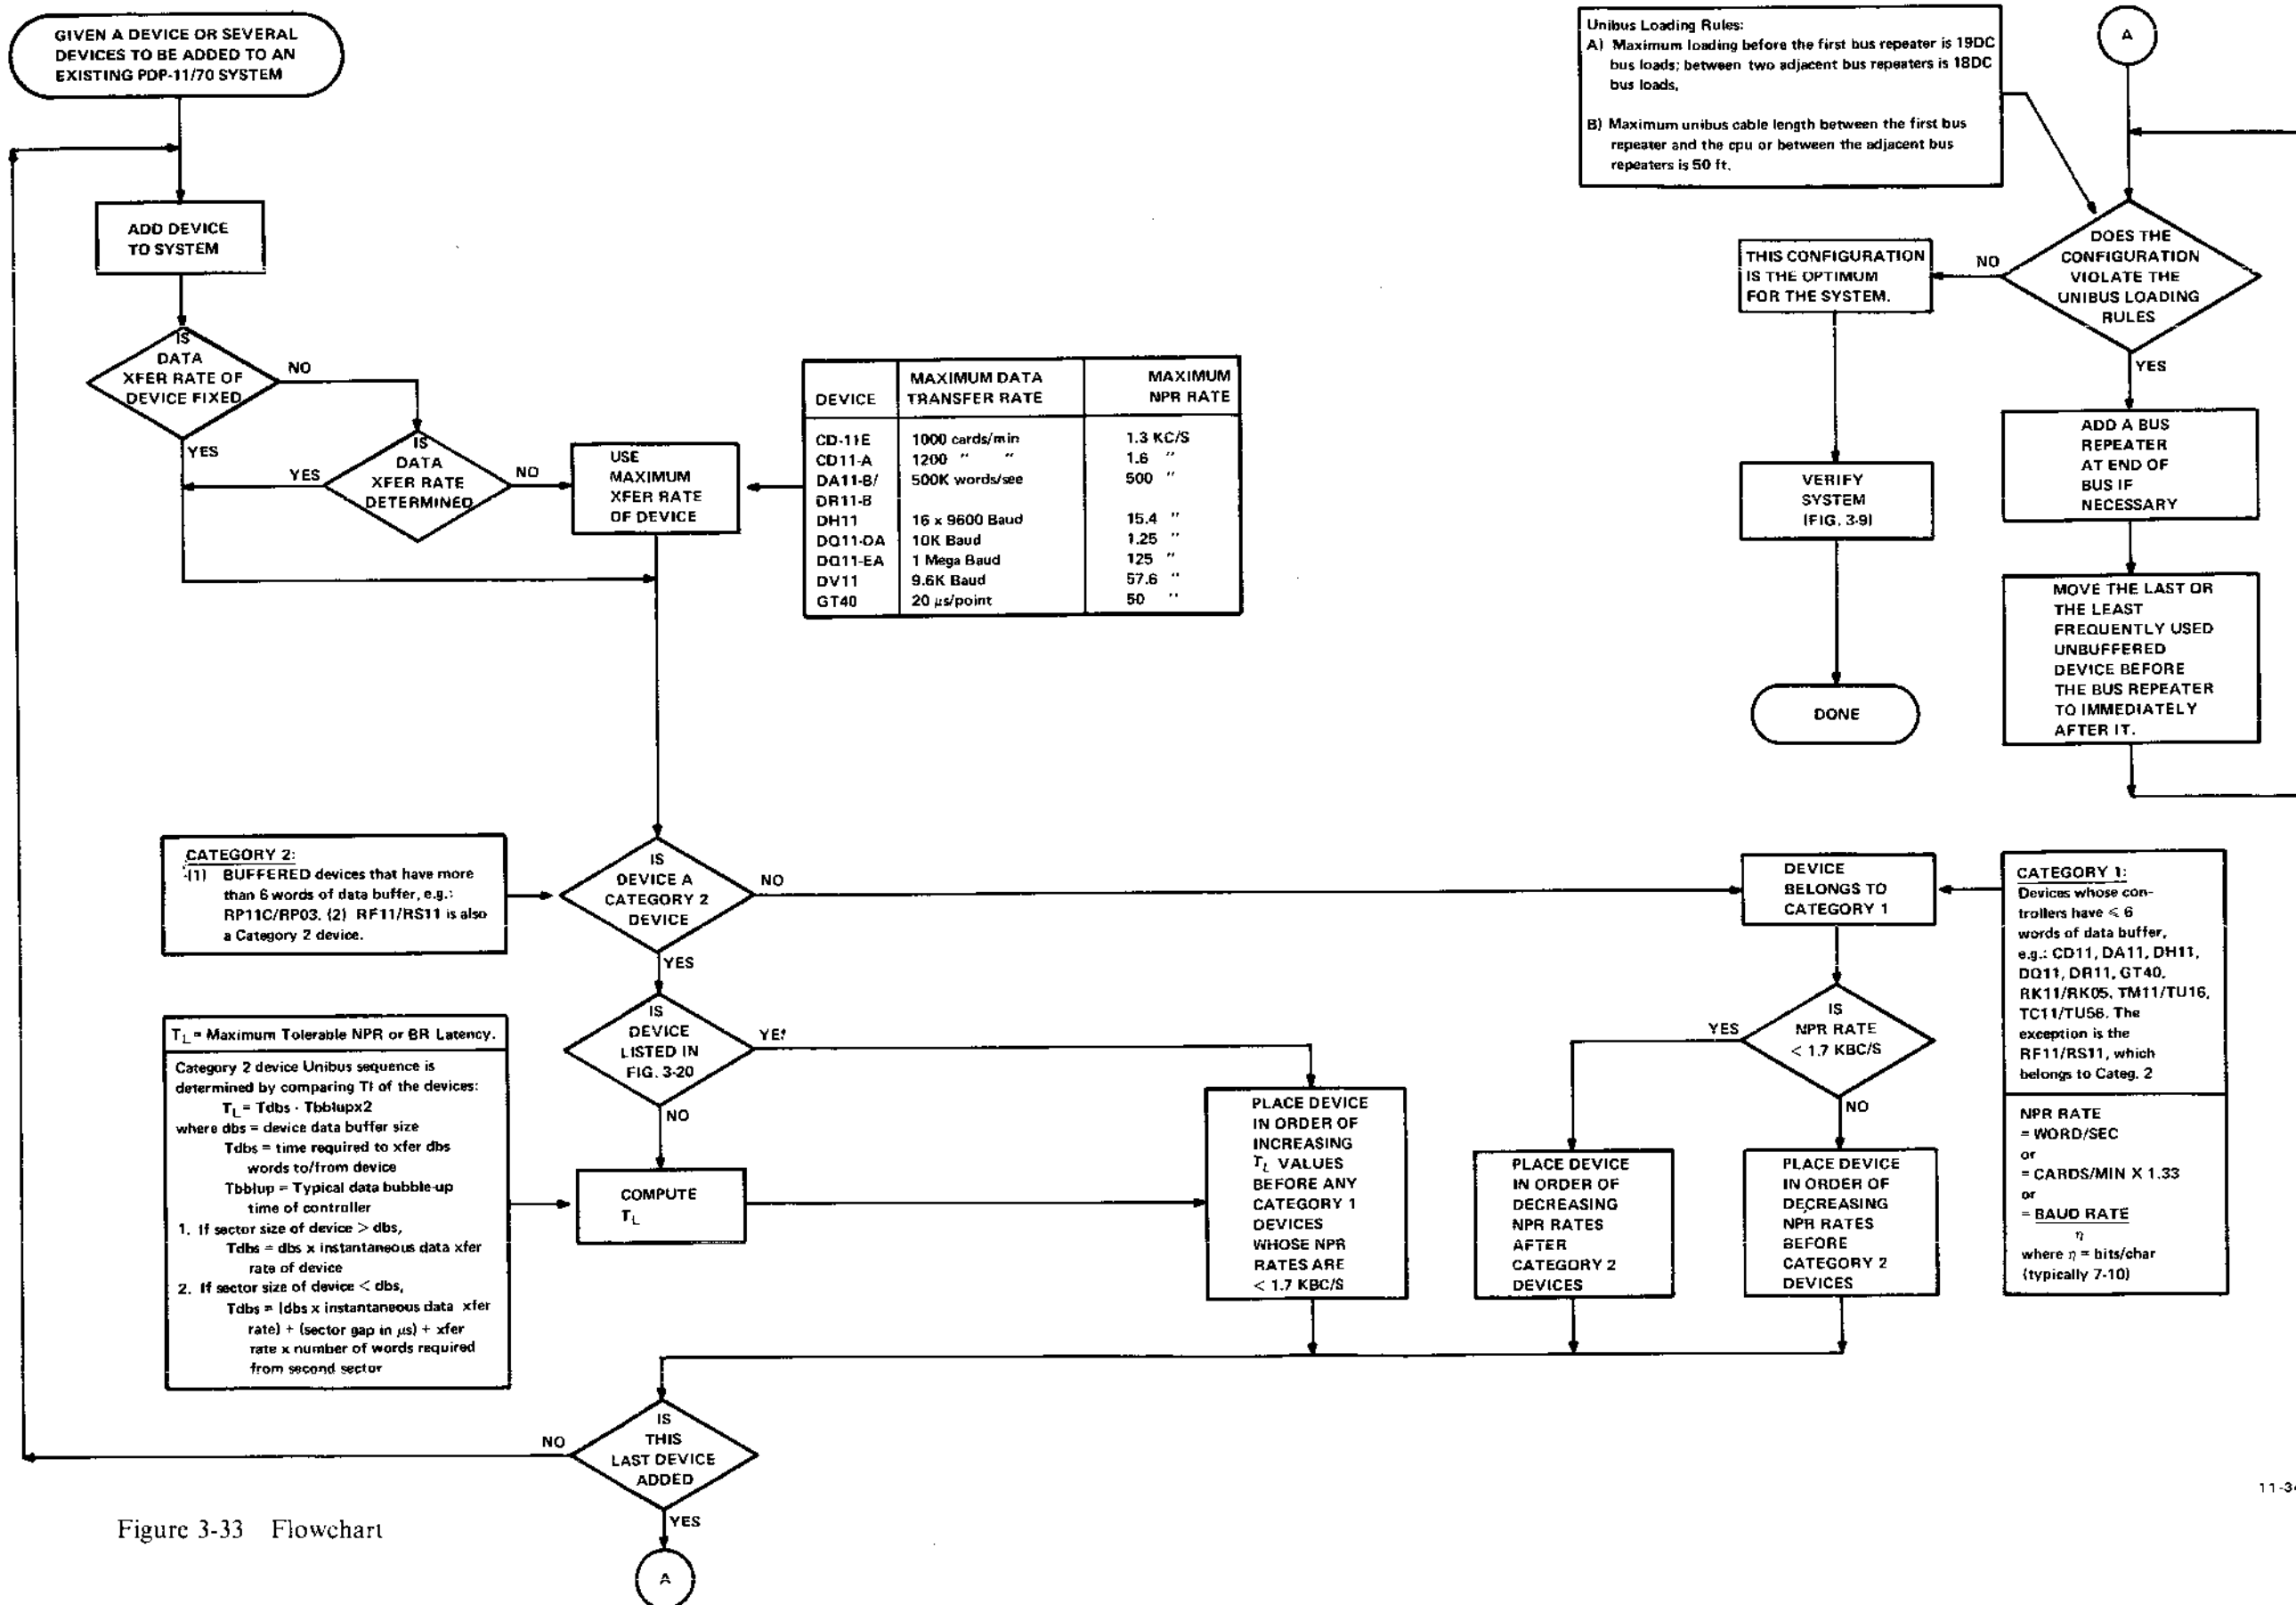 GIVEN A DEVICE OR SEVERAL
DEVICES TO BE ADDED TO AN
EXISTING PDP-11/70 SYSTEM
ADD DEVICE
TO SYSTEM
IS
DATA
XFER RATE OF
DEVICE FIXED
NO
YES
IS
DATA
XFER RATE
DETERMINED
YES
NO
USE
MAXIMUM
XFER RATE
OF DEVICE
DEVICE MAXIMUM DATA TRANSFER RATE MAXIMUM NPR RATE
CD-11E 1000 cards/min 1.3 KC/S
CD11-A 1200 " " 1.6 "
DA11-B/ 500K words/see 500 "
DR11-B
DH11 16 x 9600 Baud 15.4 "
DQ11-DA 10K Baud 1.25 "
DQ11-EA 1 Mega Baud 125 "
DV11 9.6K Baud 57.6 "
GT40 20 μs/point 50 "
CATEGORY 2:
(1) BUFFERED devices that have more
than 6 words of data buffer, e.g.:
RP11C/RP03. (2) RF11/RS11 is also
a Category 2 device.
IS
DEVICE A
CATEGORY 2
DEVICE
NO
YES
IS
DEVICE
LISTED IN
FIG. 3-20
YES
NO
TL = Maximum Tolerable NPR or BR Latency.
Category 2 device Unibus sequence is
determined by comparing Tl of the devices:
TL = Tdbs - Tbblupx2
where dbs = device data buffer size
Tdbs = time required to xfer dbs
words to/from device
Tbblup = Typical data bubble-up
time of controller
1. If sector size of device > dbs,
Tdbs = dbs x instantaneous data xfer
rate of device
2. If sector size of device < dbs,
Tdbs = (dbs x instantaneous data xfer
rate) + (sector gap in μs) + xfer
rate x number of words required
from second sector
COMPUTE
TL
PLACE DEVICE
IN ORDER OF
INCREASING
TL VALUES
BEFORE ANY
CATEGORY 1
DEVICES
WHOSE NPR
RATES ARE
< 1.7 KBC/S
DEVICE
BELONGS TO
CATEGORY 1
CATEGORY 1:
Devices whose con-
trollers have ≤ 6
words of data buffer,
e.g.: CD11, DA11, DH11,
DQ11, DR11, GT40,
RK11/RK05, TM11/TU16,
TC11/TU56. The
exception is the
RF11/RS11, which
belongs to Categ. 2
NPR RATE
= WORD/SEC
or
= CARDS/MIN X 1.33
or
= BAUD RATE
η
where η = bits/char
(typically 7-10)
IS
NPR RATE
< 1.7 KBC/S
YES
NO
PLACE DEVICE
IN ORDER OF
DECREASING
NPR RATES
AFTER
CATEGORY 2
DEVICES
PLACE DEVICE
IN ORDER OF
DECREASING
NPR RATES
BEFORE
CATEGORY 2
DEVICES
IS
THIS
LAST DEVICE
ADDED
NO
YES
A
Unibus Loading Rules:
A) Maximum loading before the first bus repeater is 19DC
bus loads; between two adjacent bus repeaters is 18DC
bus loads.
B) Maximum unibus cable length between the first bus
repeater and the cpu or between the adjacent bus
repeaters is 50 ft.
A
DOES THE
CONFIGURATION
VIOLATE THE
UNIBUS LOADING
RULES
NO
YES
THIS CONFIGURATION
IS THE OPTIMUM
FOR THE SYSTEM.
VERIFY
SYSTEM
(FIG. 3-9)
DONE
ADD A BUS
REPEATER
AT END OF
BUS IF
NECESSARY
MOVE THE LAST OR
THE LEAST
FREQUENTLY USED
UNBUFFERED
DEVICE BEFORE
THE BUS REPEATER
TO IMMEDIATELY
AFTER IT.
Figure 3-33 Flowchart